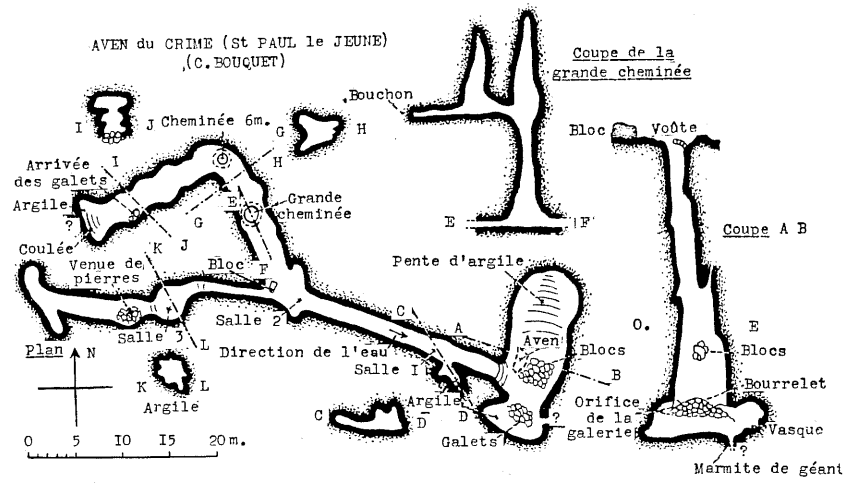 AVEN du CRIME (St PAUL le JEUNE)
(C. BOUQUET)
Coupe de la
grande cheminée
Bouchon
I J
Cheminée 6m.
G H
Bloc Voûte
Arrivée
des galets
I
H
Argile
?
E
Grande
cheminée
G
E F
Coupe A B
Coulée
J
K
Venue de
pierres
Bloc
F
Pente d'argile
C
A
O.
E
Salle 3
Salle 2
Aven
Plan
N
L
Direction de l'eau
Blocs
Blocs
Salle I
B
K L
Argile
Argile
C D
D
?
Galets
Bourrelet
Orifice
de la
galerie
Vasque
?
Marmite de géant
0 5 10 15 20 m.